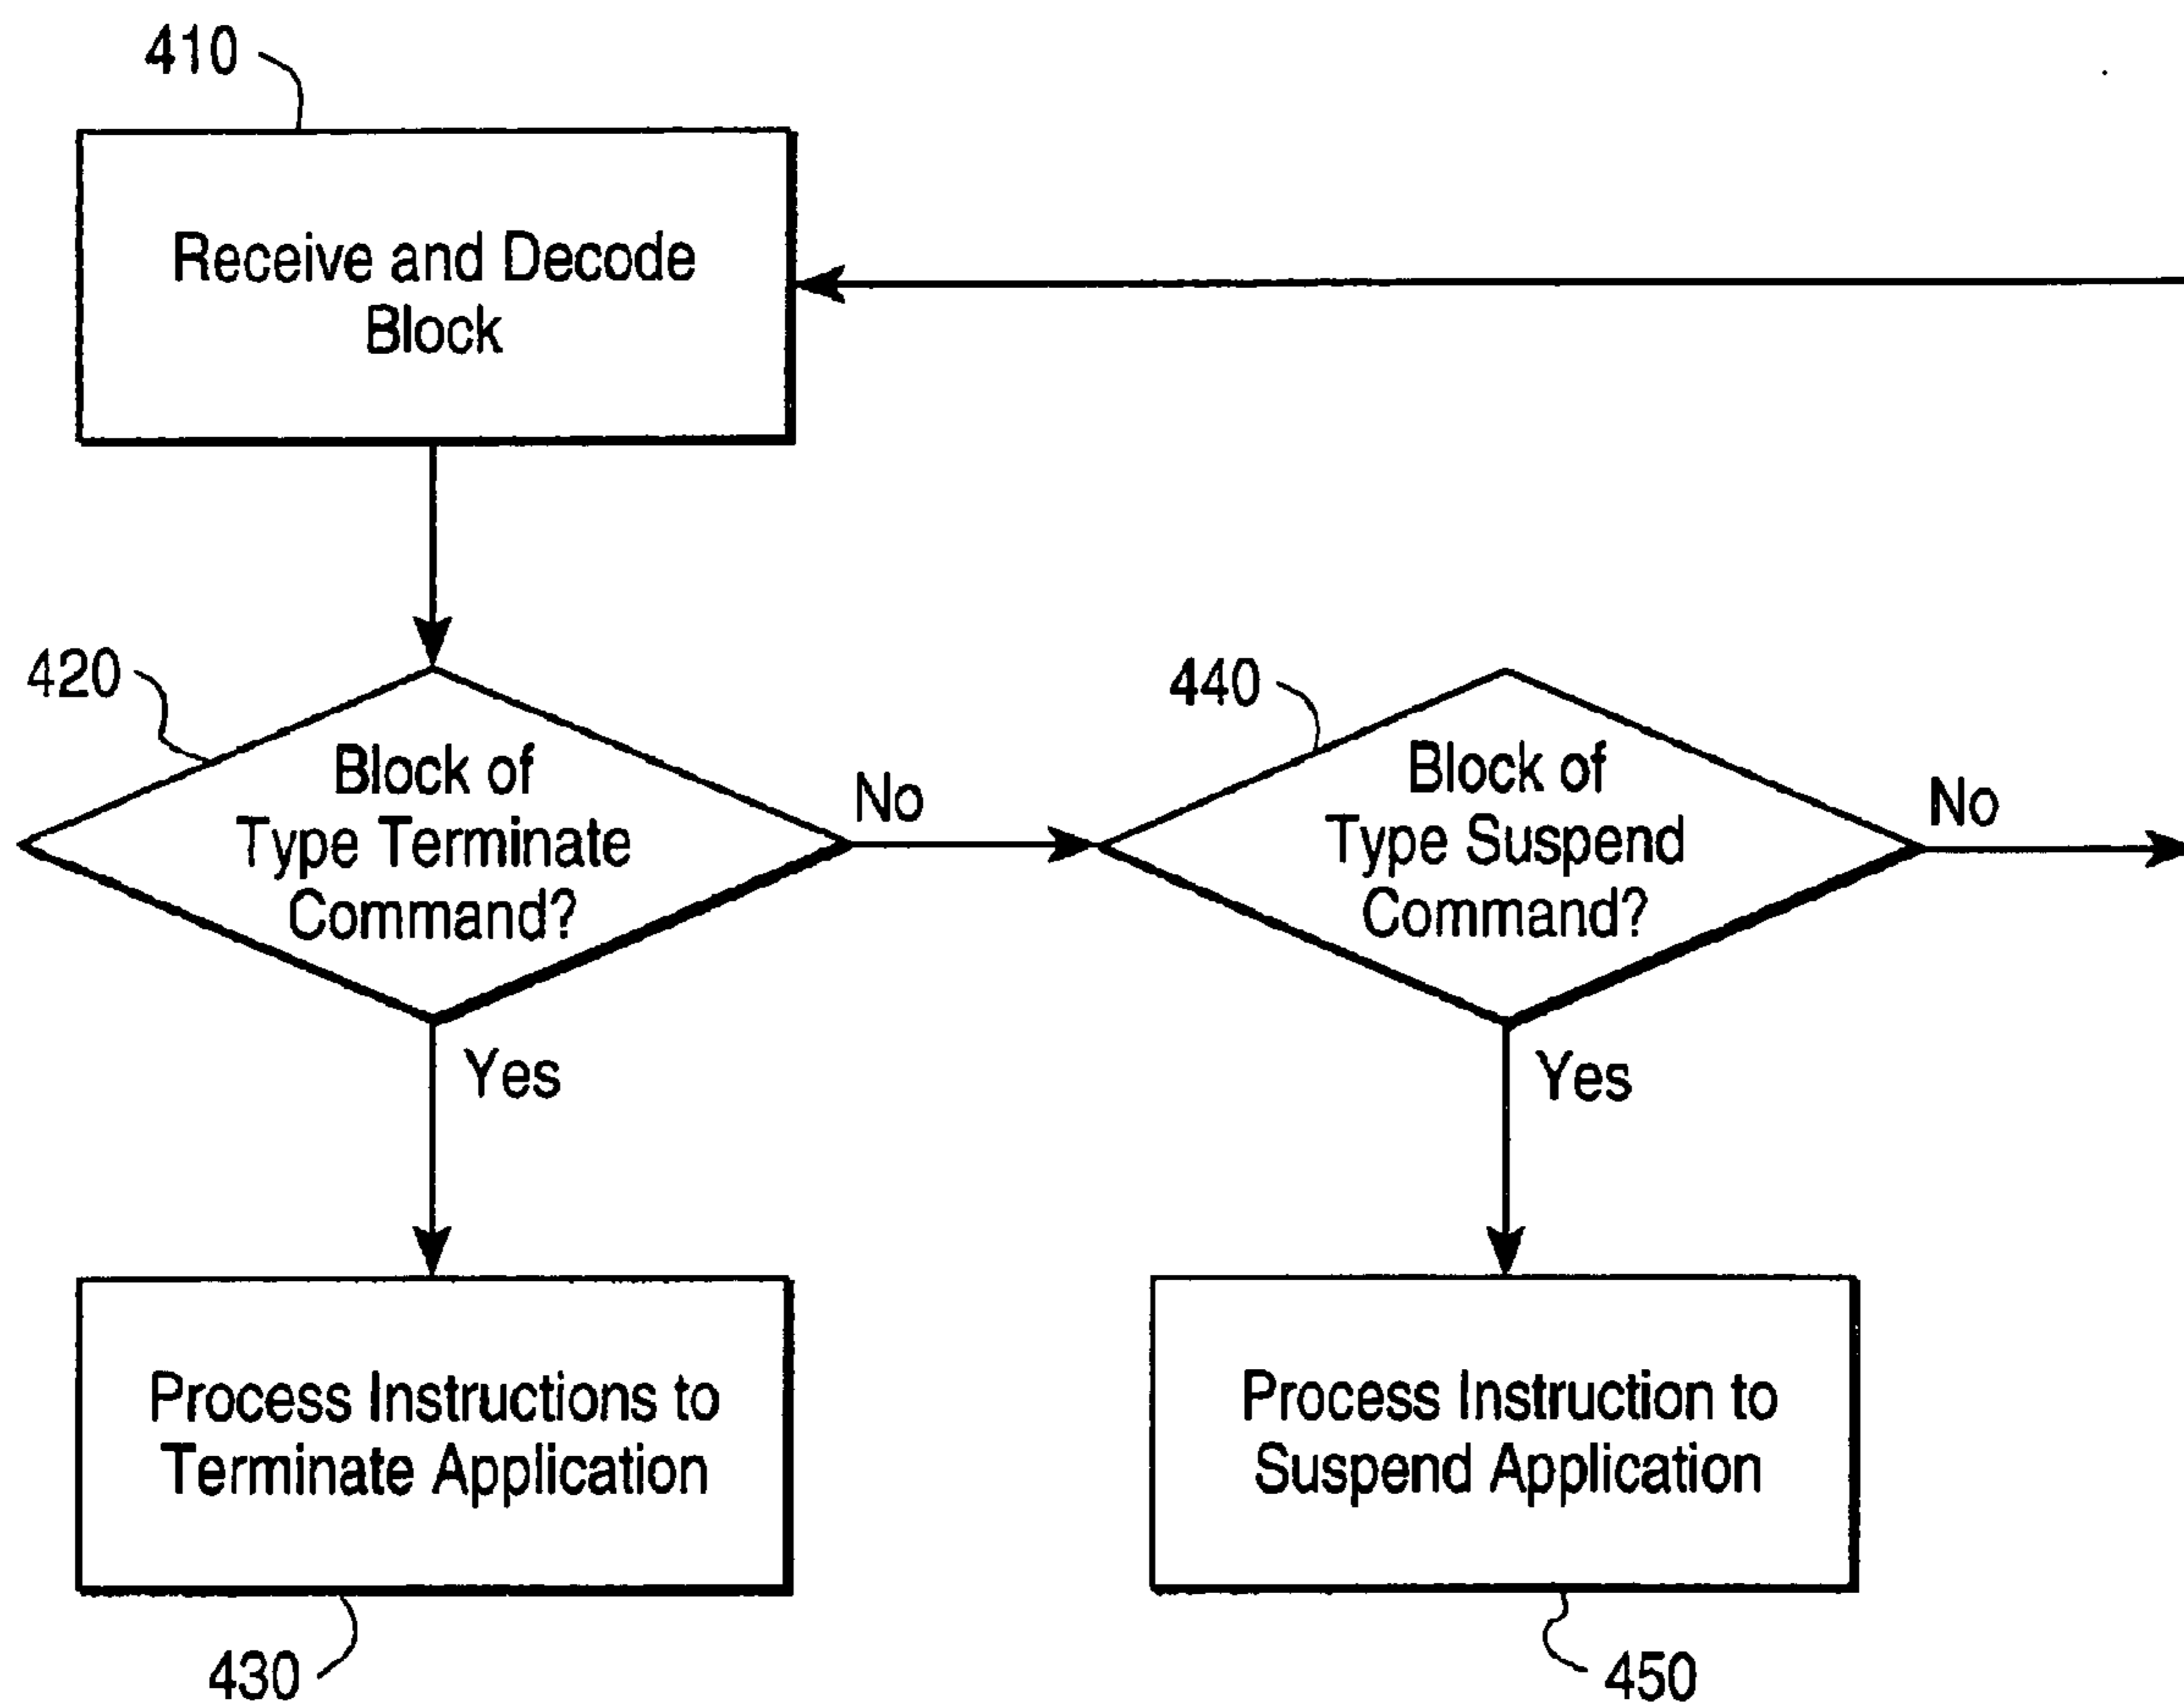 410
Receive and Decode
Block
420
Block of
Type Terminate
Command?
No
440
Block of
Type Suspend
Command?
No
Yes
Yes
Process Instructions to
Terminate Application
Process Instruction to
Suspend Application
430
450